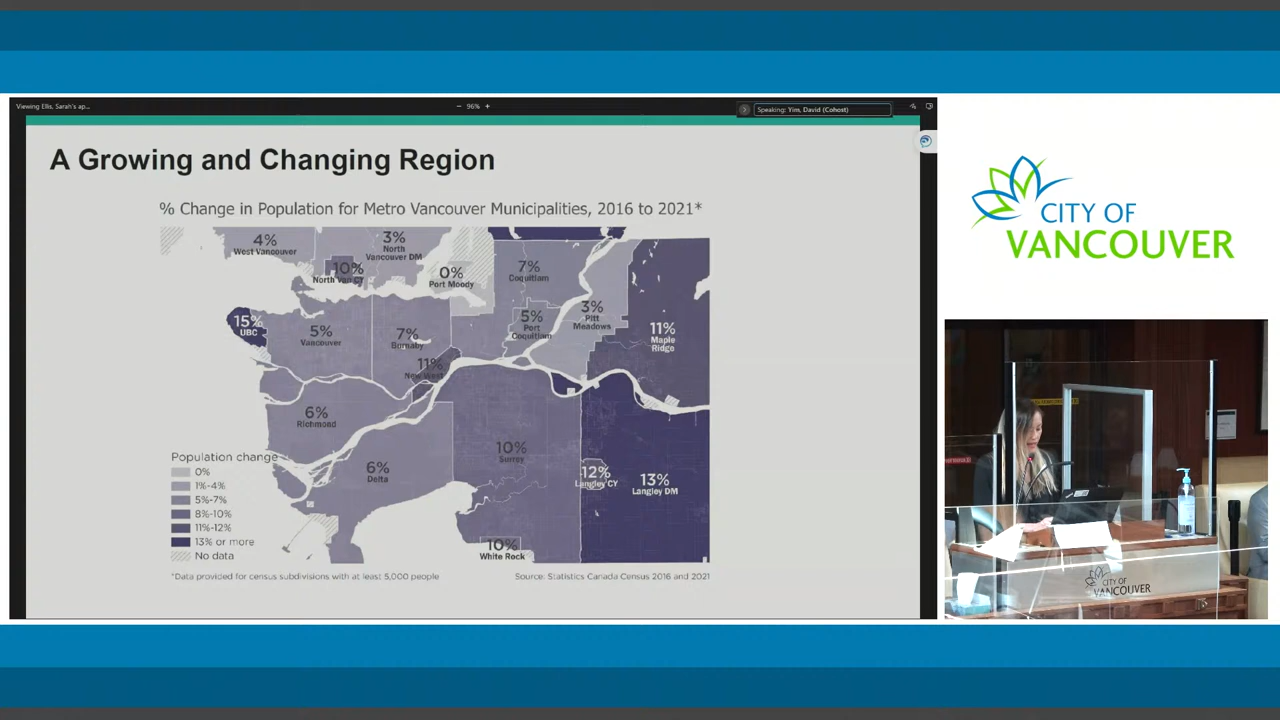 Viewing Ellis, Sarah's ap...
− 96% +
Speaking: Yim, David (Cohost)
A Growing and Changing Region
% Change in Population for Metro Vancouver Municipalities, 2016 to 2021*
4%
West Vancouver
3%
North
Vancouver DM
10%
North Van CY
0%
Port Moody
7%
Coquitlam
15%
UBC
5%
Vancouver
7%
Burnaby
5%
Port
Coquitlam
3%
Pitt
Meadows
11%
Maple
Ridge
11%
New West
6%
Richmond
6%
Delta
10%
Surrey
12%
Langley CY
13%
Langley DM
10%
White Rock
Population change
0%
1%-4%
5%-7%
8%-10%
11%-12%
13% or more
No data
*Data provided for census subdivisions with at least 5,000 people
Source: Statistics Canada Census 2016 and 2021
CITY OF
VANCOUVER
CITY OF
VANCOUVER